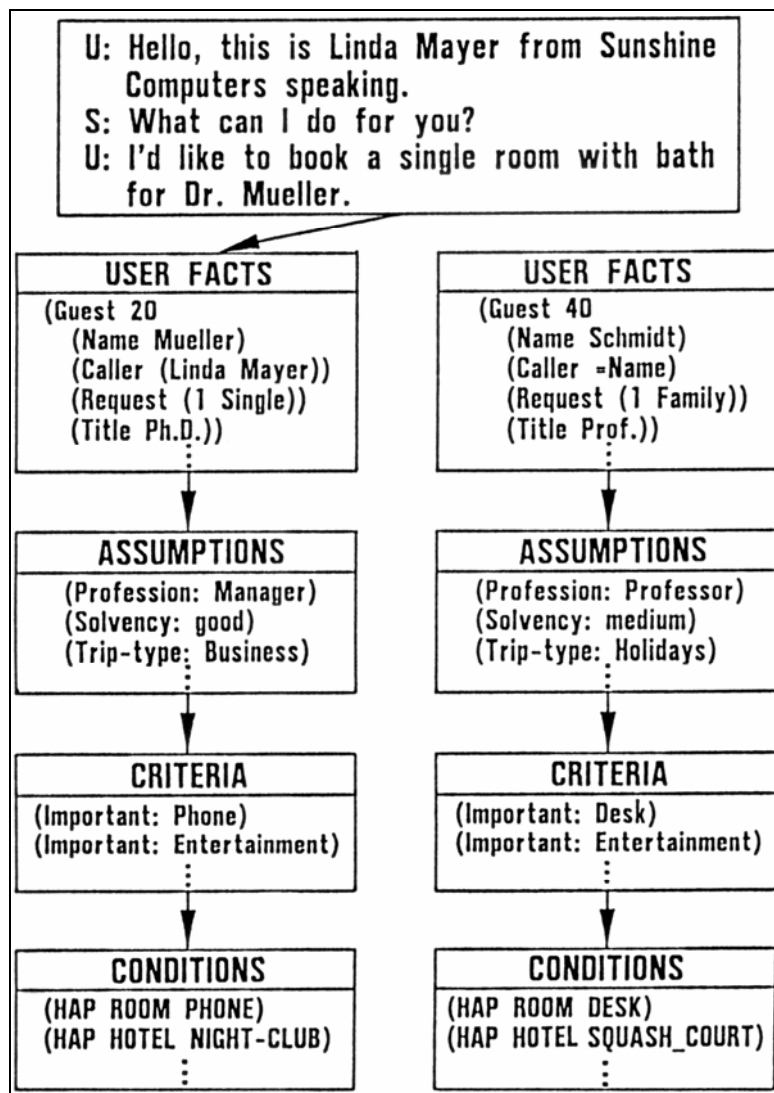 U: Hello, this is Linda Mayer from Sunshine
Computers speaking.
S: What can I do for you?
U: I'd like to book a single room with bath
for Dr. Mueller.
USER FACTS
(Guest 20
(Name Mueller)
(Caller (Linda Mayer))
(Request (1 Single))
(Title Ph.D.))
ASSUMPTIONS
(Profession: Manager)
(Solvency: good)
(Trip-type: Business)
CRITERIA
(Important: Phone)
(Important: Entertainment)
CONDITIONS
(HAP ROOM PHONE)
(HAP HOTEL NIGHT-CLUB)
USER FACTS
(Guest 40
(Name Schmidt)
(Caller =Name)
(Request (1 Family))
(Title Prof.))
ASSUMPTIONS
(Profession: Professor)
(Solvency: medium)
(Trip-type: Holidays)
CRITERIA
(Important: Desk)
(Important: Entertainment)
CONDITIONS
(HAP ROOM DESK)
(HAP HOTEL SQUASH_COURT)